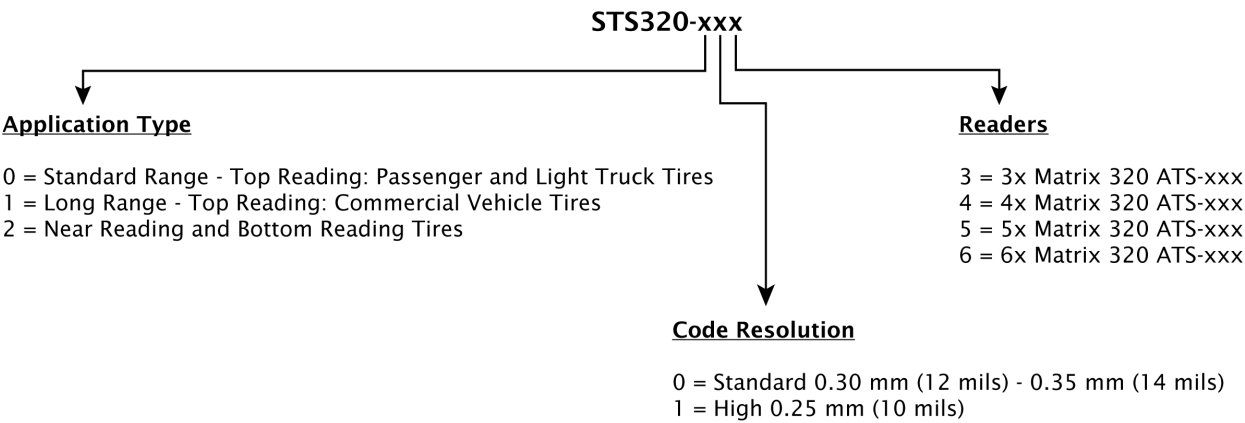 STS320-xxx
Application Type
0 = Standard Range - Top Reading: Passenger and Light Truck Tires
1 = Long Range - Top Reading: Commercial Vehicle Tires
2 = Near Reading and Bottom Reading Tires
Readers
3 = 3x Matrix 320 ATS-xxx
4 = 4x Matrix 320 ATS-xxx
5 = 5x Matrix 320 ATS-xxx
6 = 6x Matrix 320 ATS-xxx
Code Resolution
0 = Standard 0.30 mm (12 mils) - 0.35 mm (14 mils)
1 = High 0.25 mm (10 mils)